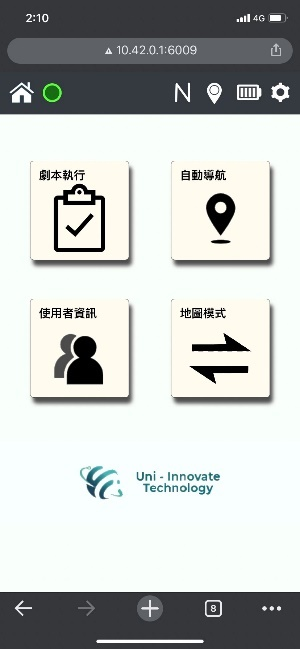 2:10
4G
10.42.0.1:6009
N
劇本執行
自動導航
使用者資訊
地圖模式
Uni - Innovate
Technology
8